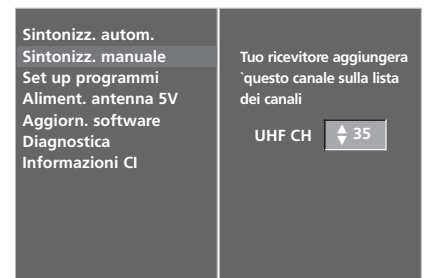 Sintonizz. autom.
Sintonizz. manuale
Set up programmi
Aliment. antenna 5V
Aggiorn. software
Diagnostica
Informazioni CI
Tuo ricevitore aggiungera
`questo canale sulla lista
dei canali
UHF CH 35